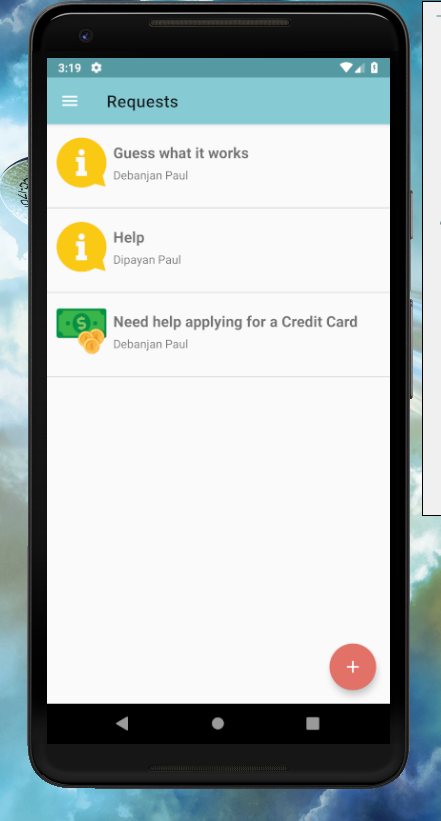 3:19
Requests
Guess what it works
Debanjan Paul
Help
Dipayan Paul
Need help applying for a Credit Card
Debanjan Paul